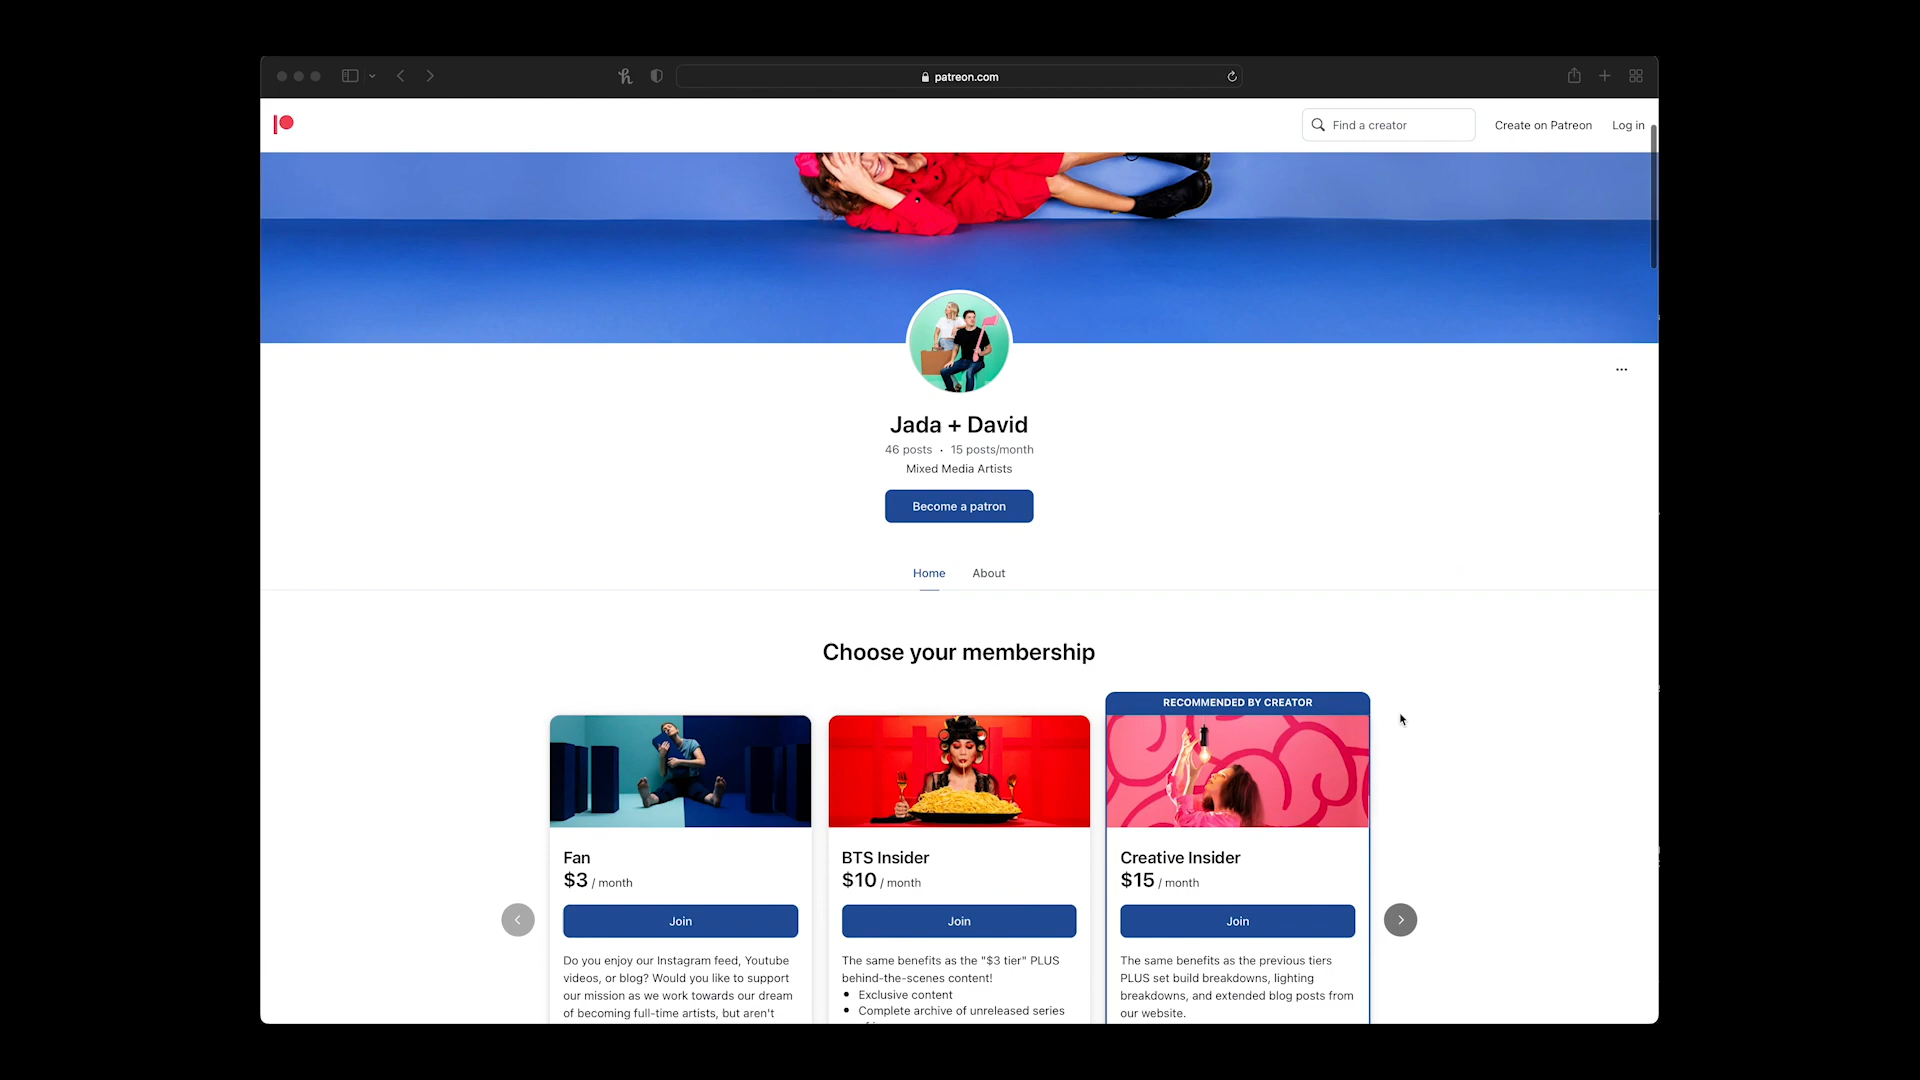 patreon.com
Find a creator
Create on Patreon
Log in
Jada + David
46 posts • 15 posts/month
Mixed Media Artists
Become a patron
Home
About
Choose your membership
RECOMMENDED BY CREATOR
Fan
$3 / month
Join
Do you enjoy our Instagram feed, Youtube
videos, or blog? Would you like to support
our mission as we work towards our dream
of becoming full-time artists, but aren't
BTS Insider
$10 / month
Join
The same benefits as the "$3 tier" PLUS
behind-the-scenes content!
• Exclusive content
• Complete archive of unreleased series
Creative Insider
$15 / month
Join
The same benefits as the previous tiers
PLUS set build breakdowns, lighting
breakdowns, and extended blog posts from
our website.